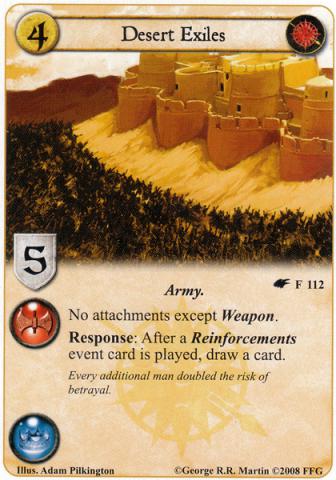 4
Desert Exiles
5
Army.
F 112
No attachments except Weapon.
Response: After a Reinforcements
event card is played, draw a card.
Every additional man doubled the risk of
betrayal.
Illus. Adam Pilkington
©George R.R. Martin ©2008 FFG